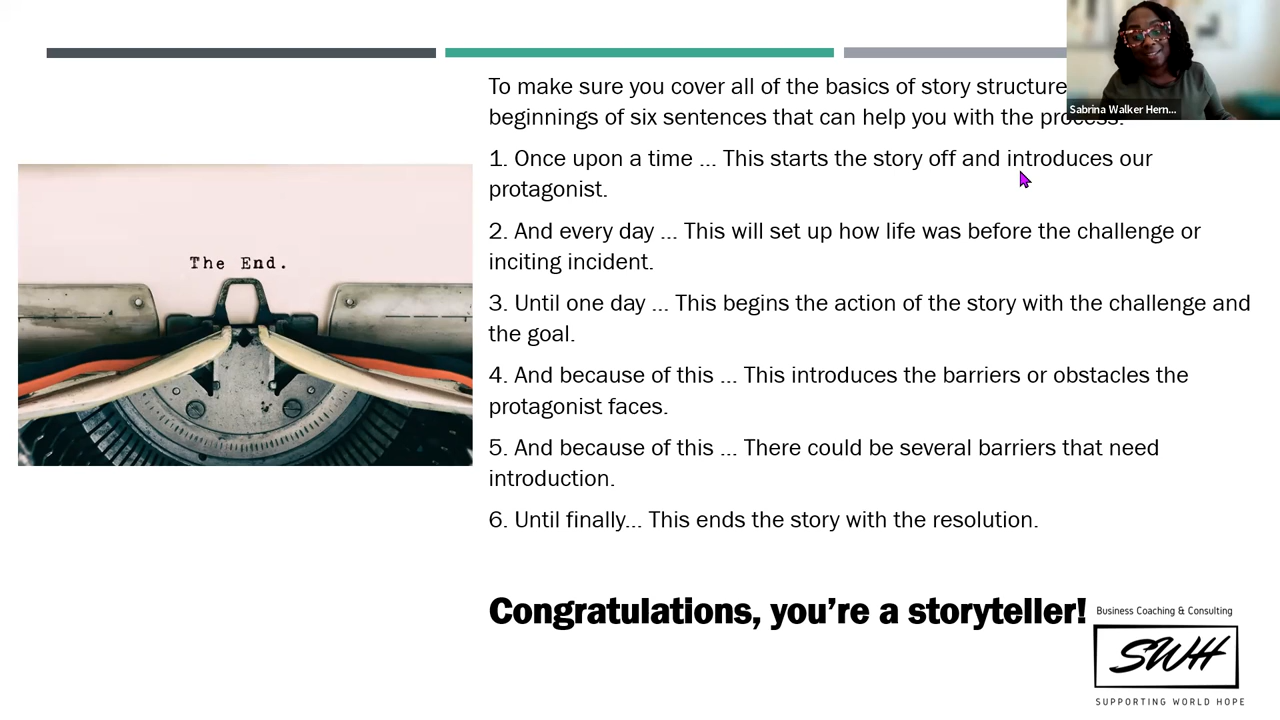 To make sure you cover all of the basics of story structure
Sabrina Walker Hern...
beginnings of six sentences that can help you with the process.
1. Once upon a time ... This starts the story off and introduces our
protagonist.
2. And every day ... This will set up how life was before the challenge or
inciting incident.
3. Until one day ... This begins the action of the story with the challenge and
the goal.
4. And because of this ... This introduces the barriers or obstacles the
protagonist faces.
5. And because of this ... There could be several barriers that need
introduction.
6. Until finally... This ends the story with the resolution.
The End.
Congratulations, you're a storyteller!
Business Coaching & Consulting
SWH
SUPPORTING WORLD HOPE